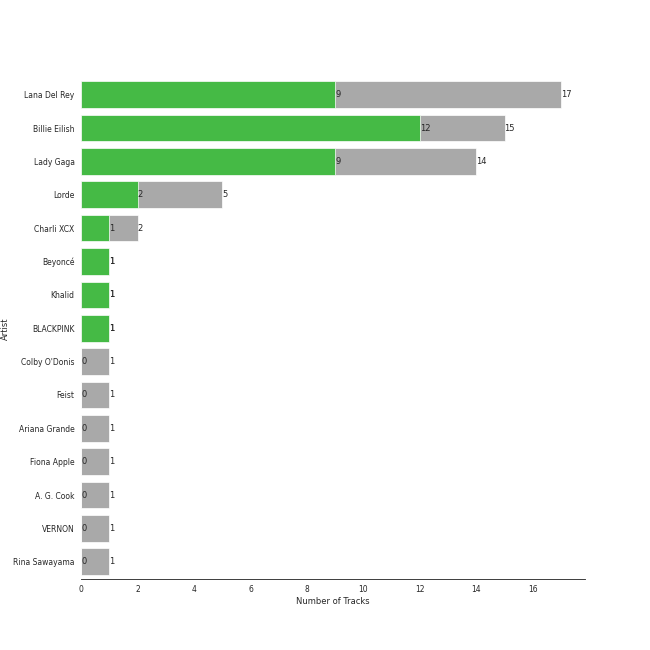 Lana Del Rey 9 17
Billie Eilish 12 15
Lady Gaga 9 14
Lorde 2 5
Charli XCX 1 2
Beyoncé 1
Khalid 1
BLACKPINK 1
Artist
Colby O'Donis 0 1
Feist 0 1
Ariana Grande 0 1
Fiona Apple 0 1
A. G. Cook 0 1
VERNON 0 1
Rina Sawayama 0 1
0 2 4 6 8 10 12 14 16
Number of Tracks